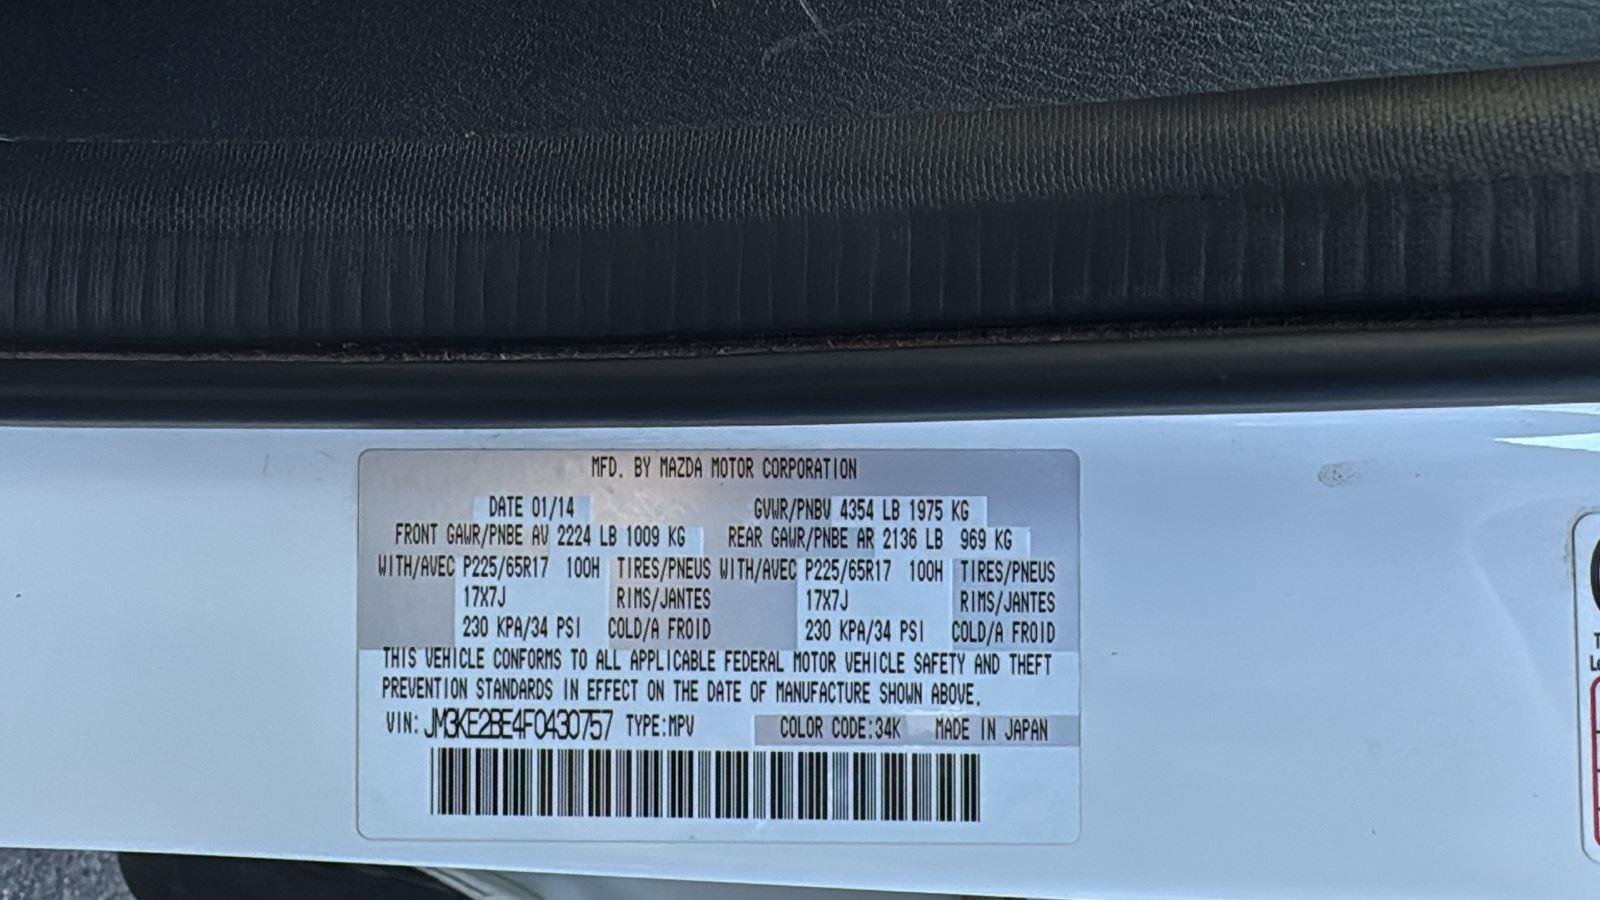 MFD. BY MAZDA MOTOR CORPORATION
DATE 01/14 GVWR/PNBV 4354 LB 1975 KG
FRONT GAWR/PNBE AV 2224 LB 1009 KG REAR GAWR/PNBE AR 2136 LB 969 KG
WITH/AVEC P225/65R17 100H TIRES/PNEUS WITH/AVEC P225/65R17 100H TIRES/PNEUS
17X7J RIMS/JANTES 17X7J RIMS/JANTES
230 KPA/34 PSI COLD/A FROID 230 KPA/34 PSI COLD/A FROID
THIS VEHICLE CONFORMS TO ALL APPLICABLE FEDERAL MOTOR VEHICLE SAFETY AND THEFT
PREVENTION STANDARDS IN EFFECT ON THE DATE OF MANUFACTURE SHOWN ABOVE.
VIN: JM3KE2BE4F0430757 TYPE:MPV COLOR CODE:34K MADE IN JAPAN